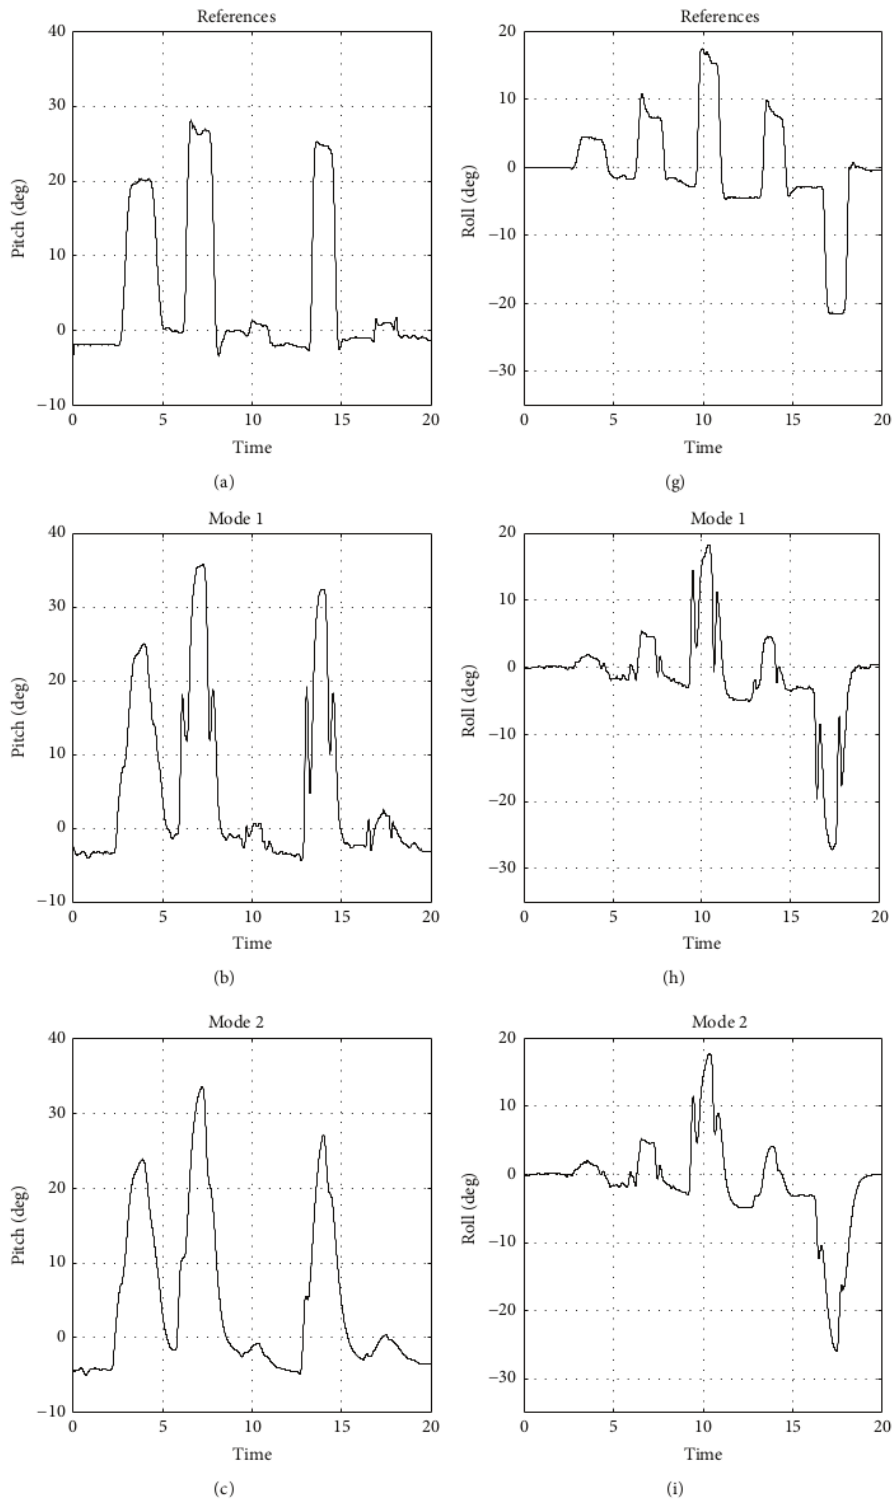 References
Pitch (deg)
40
30
20
10
0
−10
0 5 10 15 20
Time
(a)
References
Roll (deg)
20
10
0
−10
−20
−30
0 5 10 15 20
Time
(g)
Mode 1
Pitch (deg)
40
30
20
10
0
−10
0 5 10 15 20
Time
(b)
Mode 1
Roll (deg)
20
10
0
−10
−20
−30
0 5 10 15 20
Time
(h)
Mode 2
Pitch (deg)
40
30
20
10
0
−10
0 5 10 15 20
Time
(c)
Mode 2
Roll (deg)
20
10
0
−10
−20
−30
0 5 10 15 20
Time
(i)